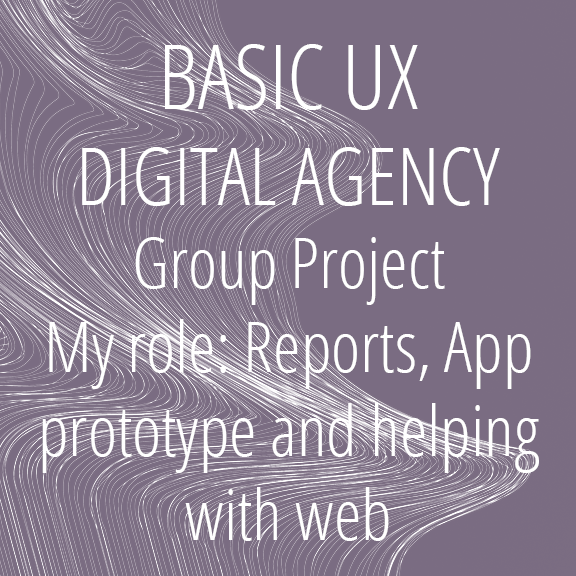 BASIC UX
DIGITAL AGENCY
Group Project
My role: Reports, App
prototype and helping
with web